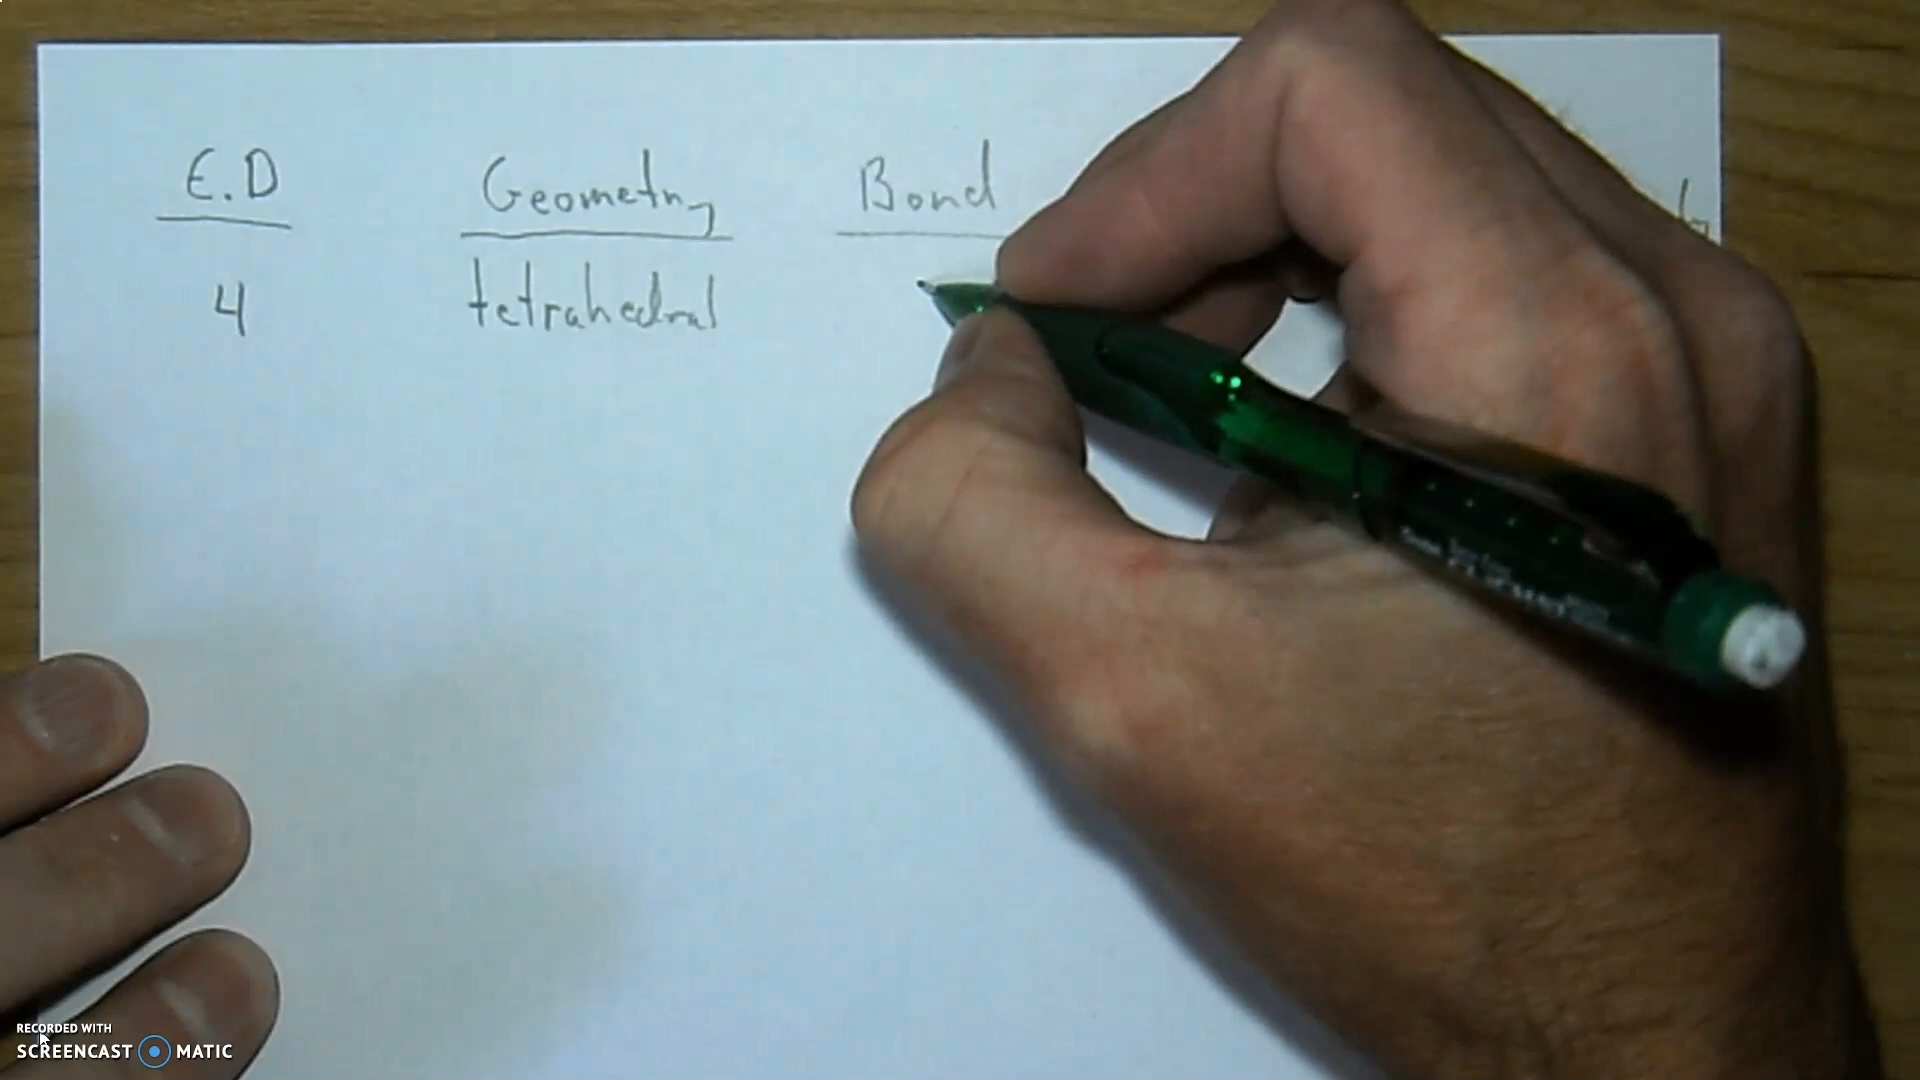 E.D Geometry Bond
4 tetrahedral
RECORDED WITH
SCREENCAST MATIC